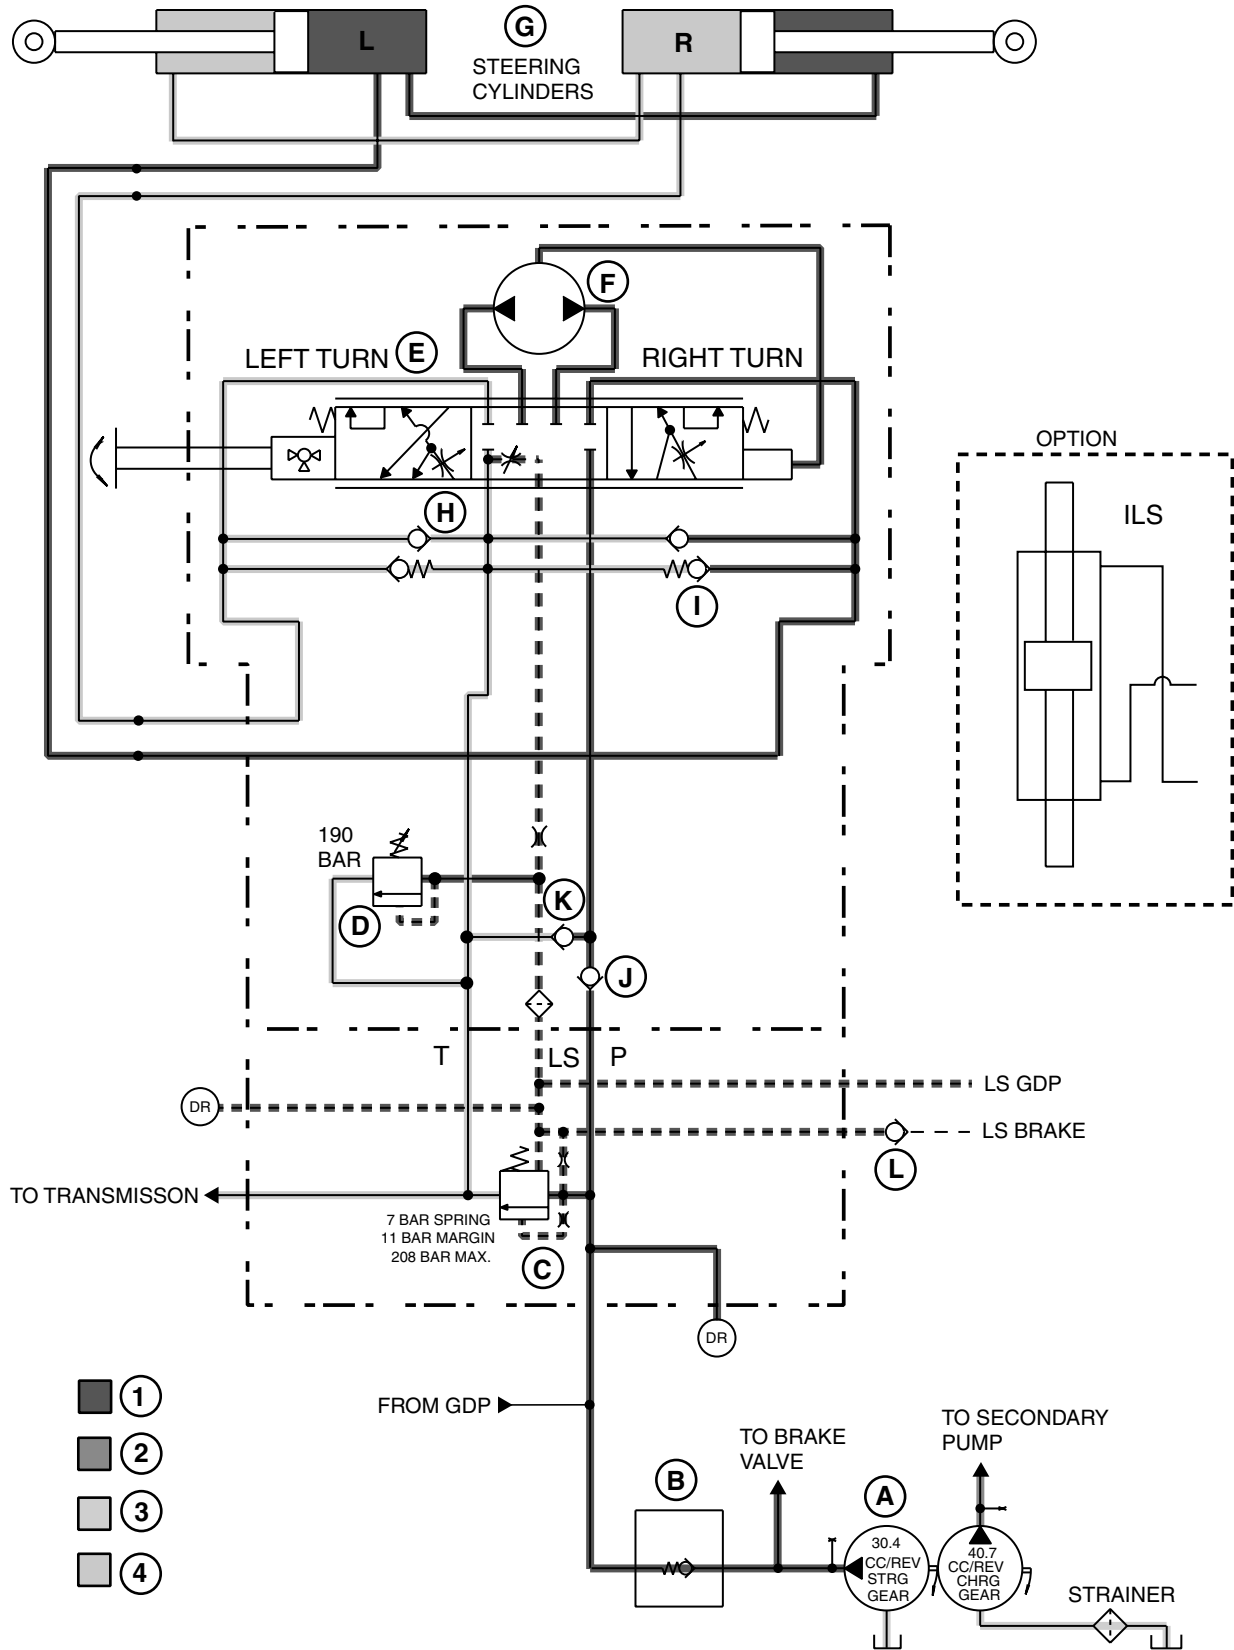 L
G
R
STEERING
CYLINDERS
F
LEFT TURN
E
RIGHT TURN
OPTION
ILS
H
I
190
BAR
K
D
J
T
LS
P
LS GDP
DR
LS BRAKE
L
TO TRANSMISSON
7 BAR SPRING
11 BAR MARGIN
208 BAR MAX.
C
DR
1
FROM GDP
2
TO BRAKE
VALVE
TO SECONDARY
PUMP
B
A
3
4
30.4
CC/REV
STRG
GEAR
40.7
CC/REV
CHRG
GEAR
STRAINER